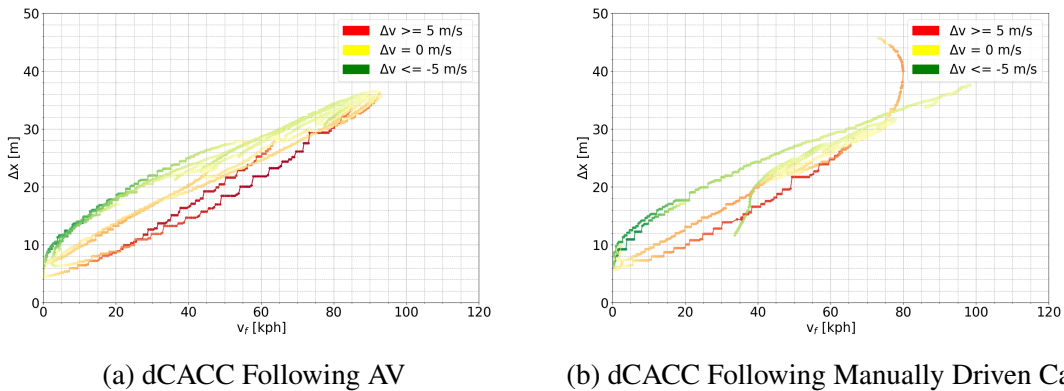 50
40
30
20
10
0
Δx [m]
0 20 40 60 80 100 120
v_f [kph]
Δv >= 5 m/s
Δv = 0 m/s
Δv <= -5 m/s
(a) dCACC Following AV
50
40
30
20
10
0
Δx [m]
0 20 40 60 80 100 120
v_f [kph]
Δv >= 5 m/s
Δv = 0 m/s
Δv <= -5 m/s
(b) dCACC Following Manually Driven Ca